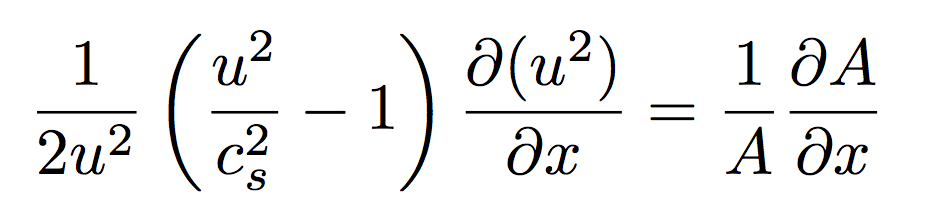 \frac{1}{2u^2} \left( \frac{u^2}{c_s^2} - 1 \right) \frac{\partial (u^2)}{\partial x} = \frac{1}{A} \frac{\partial A}{\partial x}